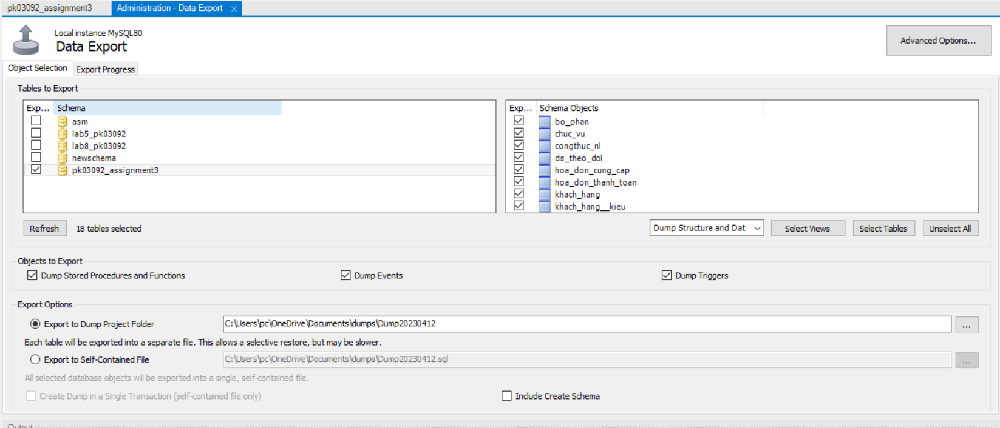 pk03092_assignment3 Administration - Data Export ×
Local instance MySQL80
Data Export
Advanced Options...
Object Selection Export Progress
Tables to Export
Exp... Schema
asm
lab5_pk03092
lab8_pk03092
newschema
pk03092_assignment3
Exp... Schema Objects
bo_phan
chuc_vu
congthuc_nl
ds_theo_doi
hoa_don_cung_cap
hoa_don_thanh_toan
khach_hang
khach_hang__kieu
Refresh 18 tables selected Dump Structure and Dat Select Views Select Tables Unselect All
Objects to Export
Dump Stored Procedures and Functions Dump Events Dump Triggers
Export Options
Export to Dump Project Folder C:\Users\pc\OneDrive\Documents\dumps\Dump20230412 ...
Each table will be exported into a separate file. This allows a selective restore, but may be slower.
Export to Self-Contained File C:\Users\pc\OneDrive\Documents\dumps\Dump20230412.sql ...
All selected database objects will be exported into a single, self-contained file.
Create Dump in a Single Transaction (self-contained file only) Include Create Schema
Output